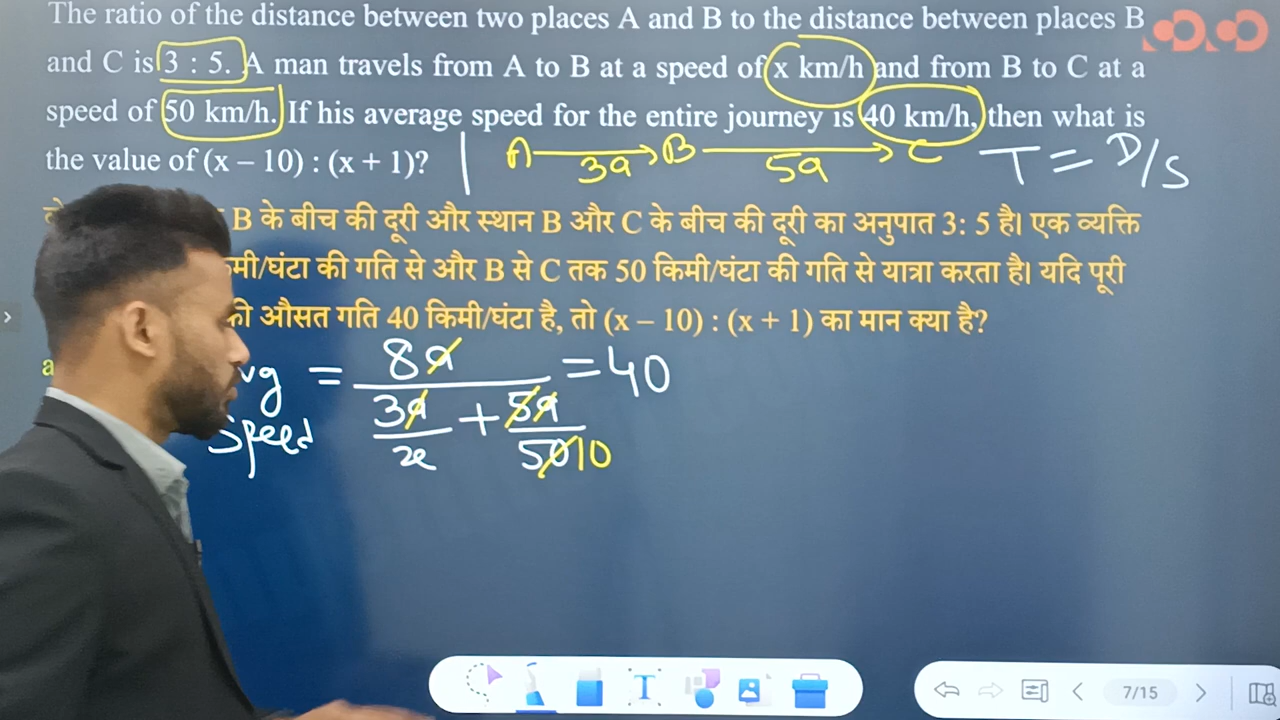 The ratio of the distance between two places A and B to the distance between places B
and C is 3 : 5. A man travels from A to B at a speed of x km/h and from B to C at a
speed of 50 km/h. If his average speed for the entire journey is 40 km/h, then what is
the value of (x – 10) : (x + 1)?
A 3a B 5a C T = D/S
B के बीच की दूरी और स्थान B और C के बीच की दूरी का अनुपात 3: 5 है। एक व्यक्ति
किमी/घंटा की गति से और B से C तक 50 किमी/घंटा की गति से यात्रा करता है। यदि पूरी
की औसत गति 40 किमी/घंटा है, तो (x – 10) : (x + 1) का मान क्या है?
a
8a
= = 40
3a + 5a
Speed x 50 10
T
7/15